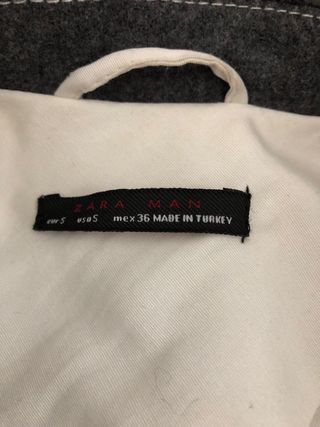 ZARA MAN
eur S usa S mex 36 MADE IN TURKEY